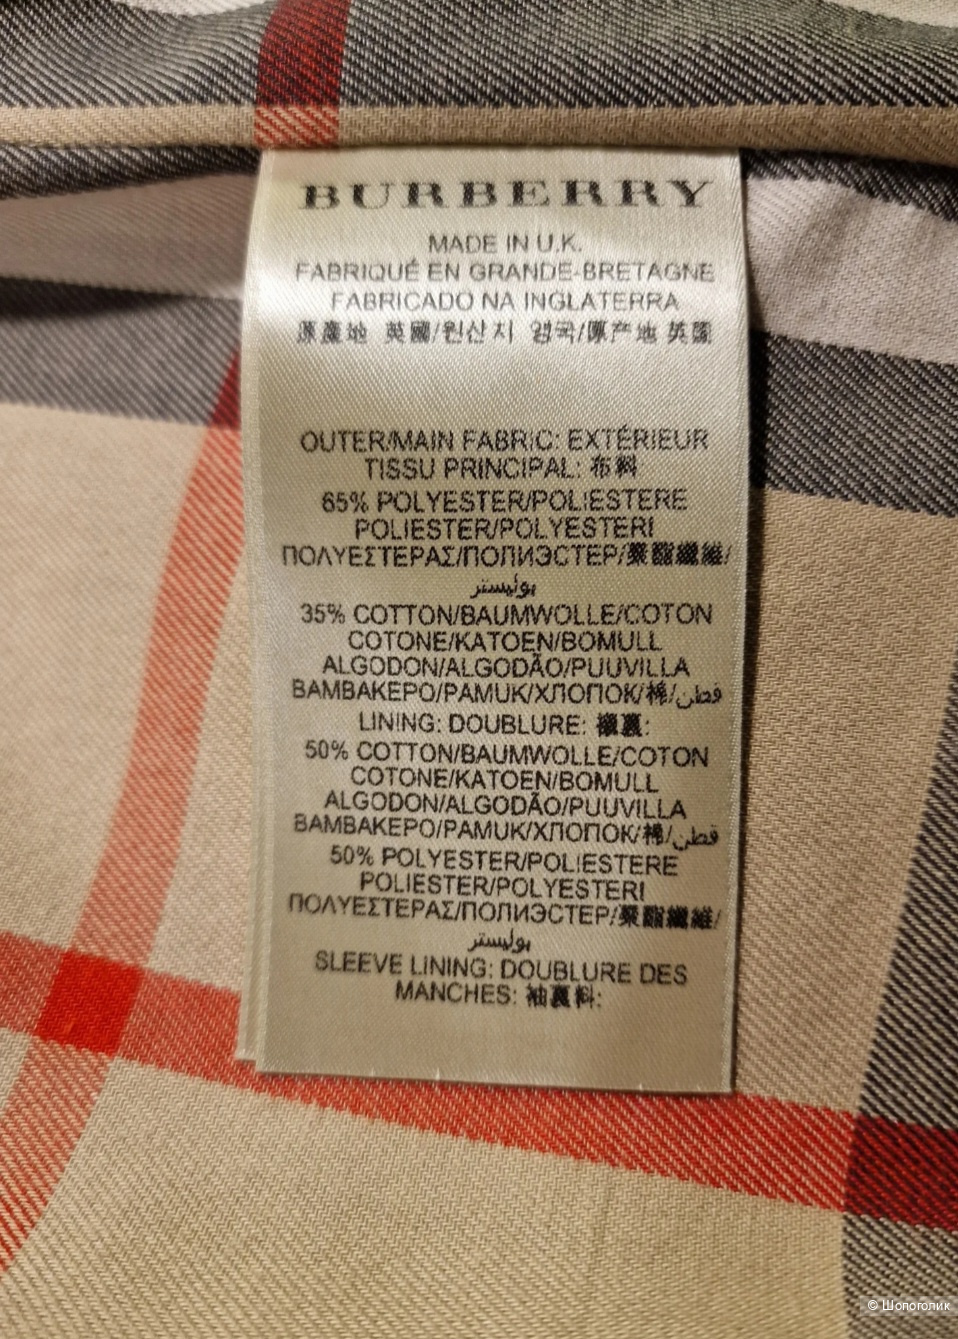 BURBERRY
MADE IN U.K.
FABRIQUÉ EN GRANDE-BRETAGNE
FABRICADO NA INGLATERRA
原產地 英國/원산지 영국/原产地 英国
OUTER/MAIN FABRIC: EXTÉRIEUR
TISSU PRINCIPAL: 布料
65% POLYESTER/POLIESTERE
POLIESTER/POLYESTERI
ΠΟΛΥΕΣΤΕΡΑΣ/ПОЛИЭСТЕР/聚酯纖維/
بوليستر
35% COTTON/BAUMWOLLE/COTON
COTONE/KATOEN/BOMULL
ALGODON/ALGODÃO/PUUVILLA
ΒΑΜΒΑΚΕΡΟ/PAMUK/ХЛОПОК/棉/قطن
LINING: DOUBLURE: 襯裏:
50% COTTON/BAUMWOLLE/COTON
COTONE/KATOEN/BOMULL
ALGODON/ALGODÃO/PUUVILLA
ΒΑΜΒΑΚΕΡΟ/PAMUK/ХЛОПОК/棉/قطن
50% POLYESTER/POLIESTERE
POLIESTER/POLYESTERI
ΠΟΛΥΕΣΤΕΡΑΣ/ПОЛИЭСТЕР/聚酯纖維/
بوليستر
SLEEVE LINING: DOUBLURE DES
MANCHES: 袖裏料:
© Шопоголик